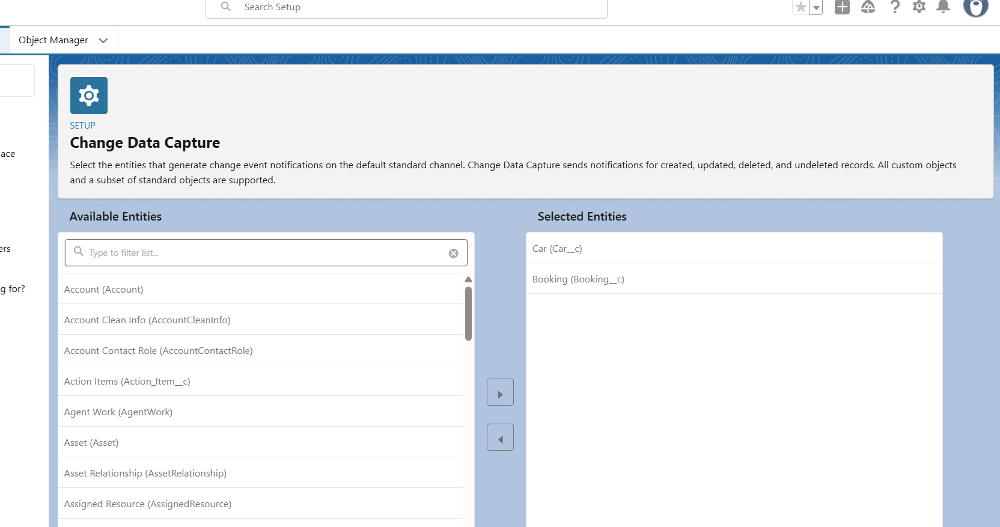 Search Setup
Object Manager
SETUP
Change Data Capture
Select the entities that generate change event notifications on the default standard channel. Change Data Capture sends notifications for created, updated, deleted, and undeleted records. All custom objects
and a subset of standard objects are supported.
ace
ers
g for?
Available Entities
Type to filter list...
Account (Account)
Account Clean Info (AccountCleanInfo)
Account Contact Role (AccountContactRole)
Action Items (Action_Item__c)
Agent Work (AgentWork)
Asset (Asset)
Asset Relationship (AssetRelationship)
Assigned Resource (AssignedResource)
Selected Entities
Car (Car__c)
Booking (Booking__c)